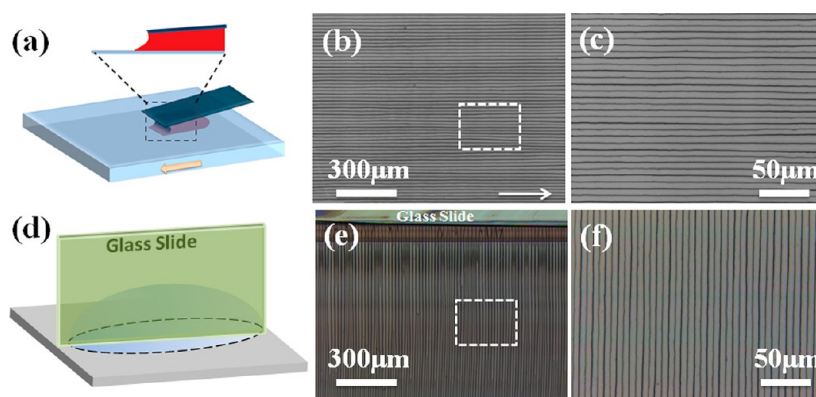 (a)
(b)
300μm
(c)
50μm
(d)
Glass Slide
Glass Slide
(e)
300μm
(f)
50μm